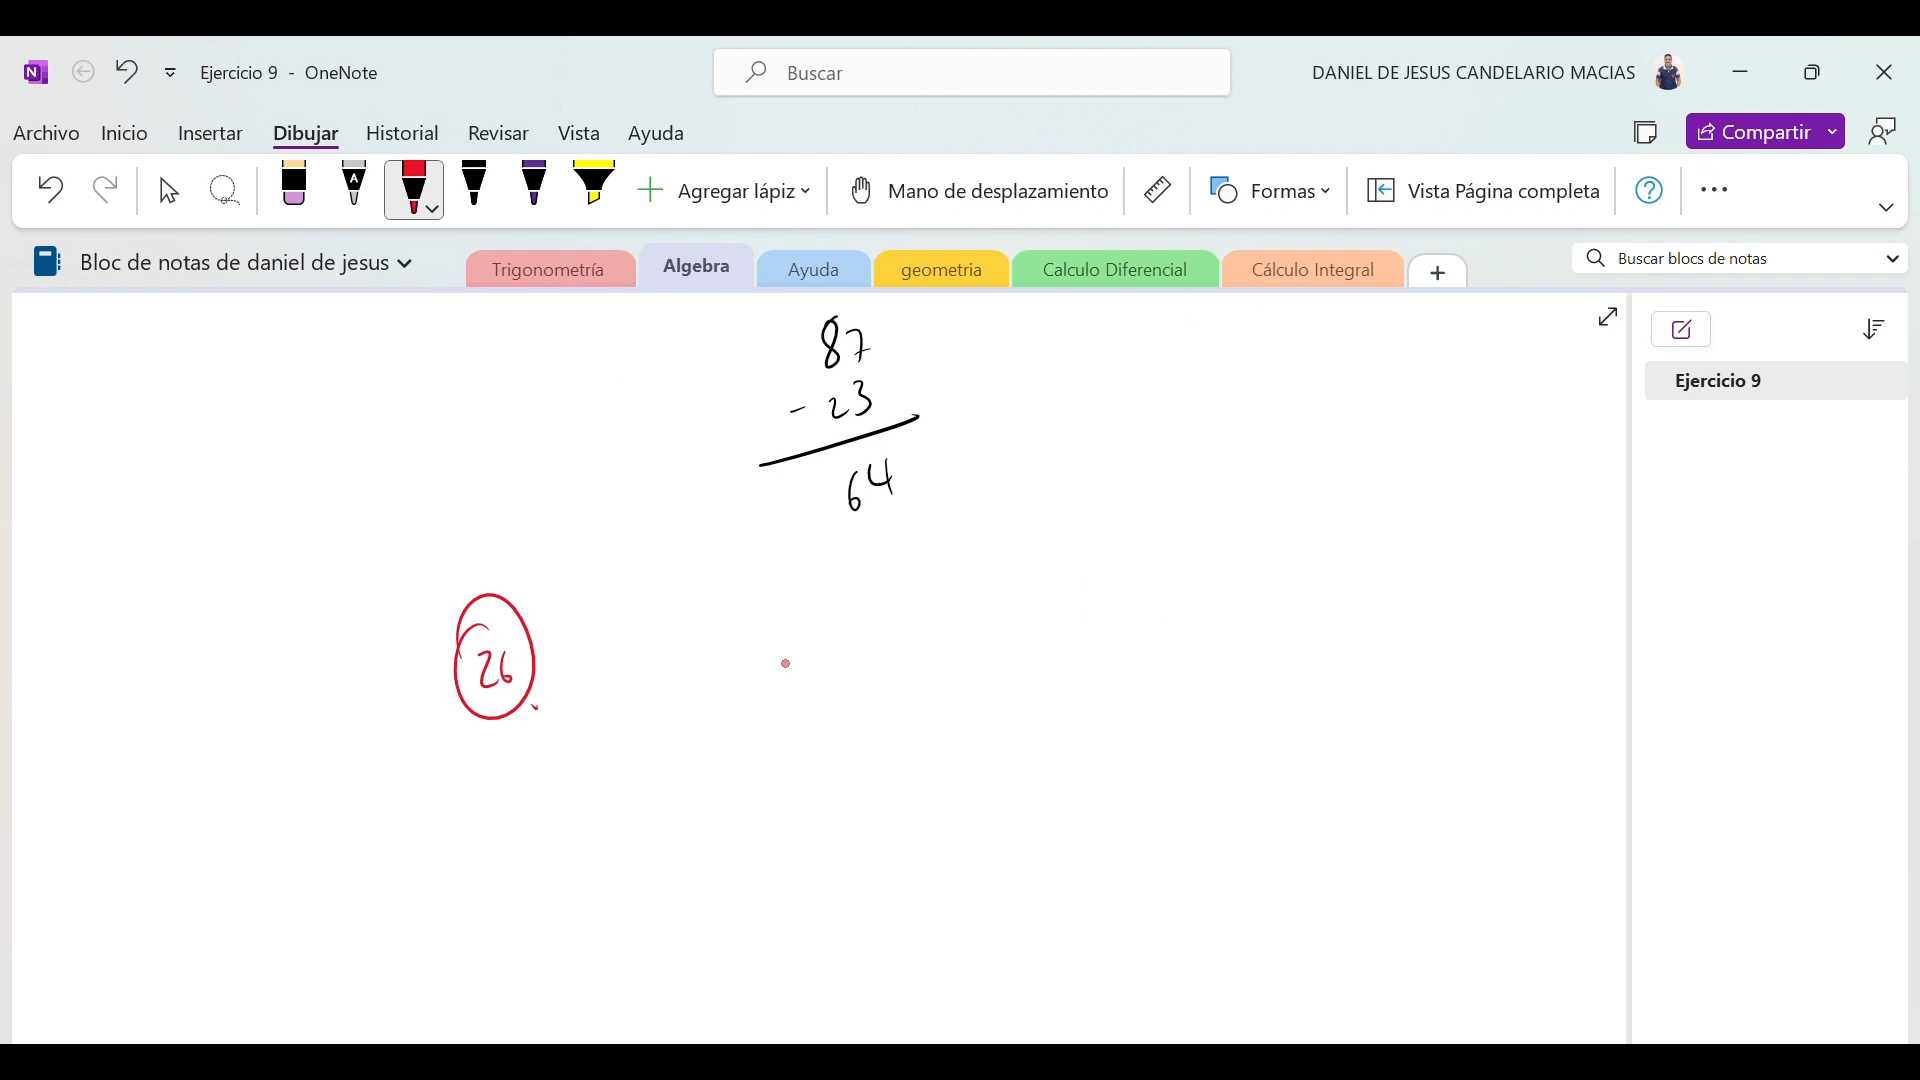 Ejercicio 9 - OneNote
Buscar
DANIEL DE JESUS CANDELARIO MACIAS
Archivo Inicio Insertar Dibujar Historial Revisar Vista Ayuda
Compartir
A
Agregar lápiz
Mano de desplazamiento
Formas
Vista Página completa
Bloc de notas de daniel de jesus
Trigonometría
Algebra
Ayuda
geometria
Calculo Diferencial
Cálculo Integral
Buscar blocs de notas
Ejercicio 9
87
- 23
64
26